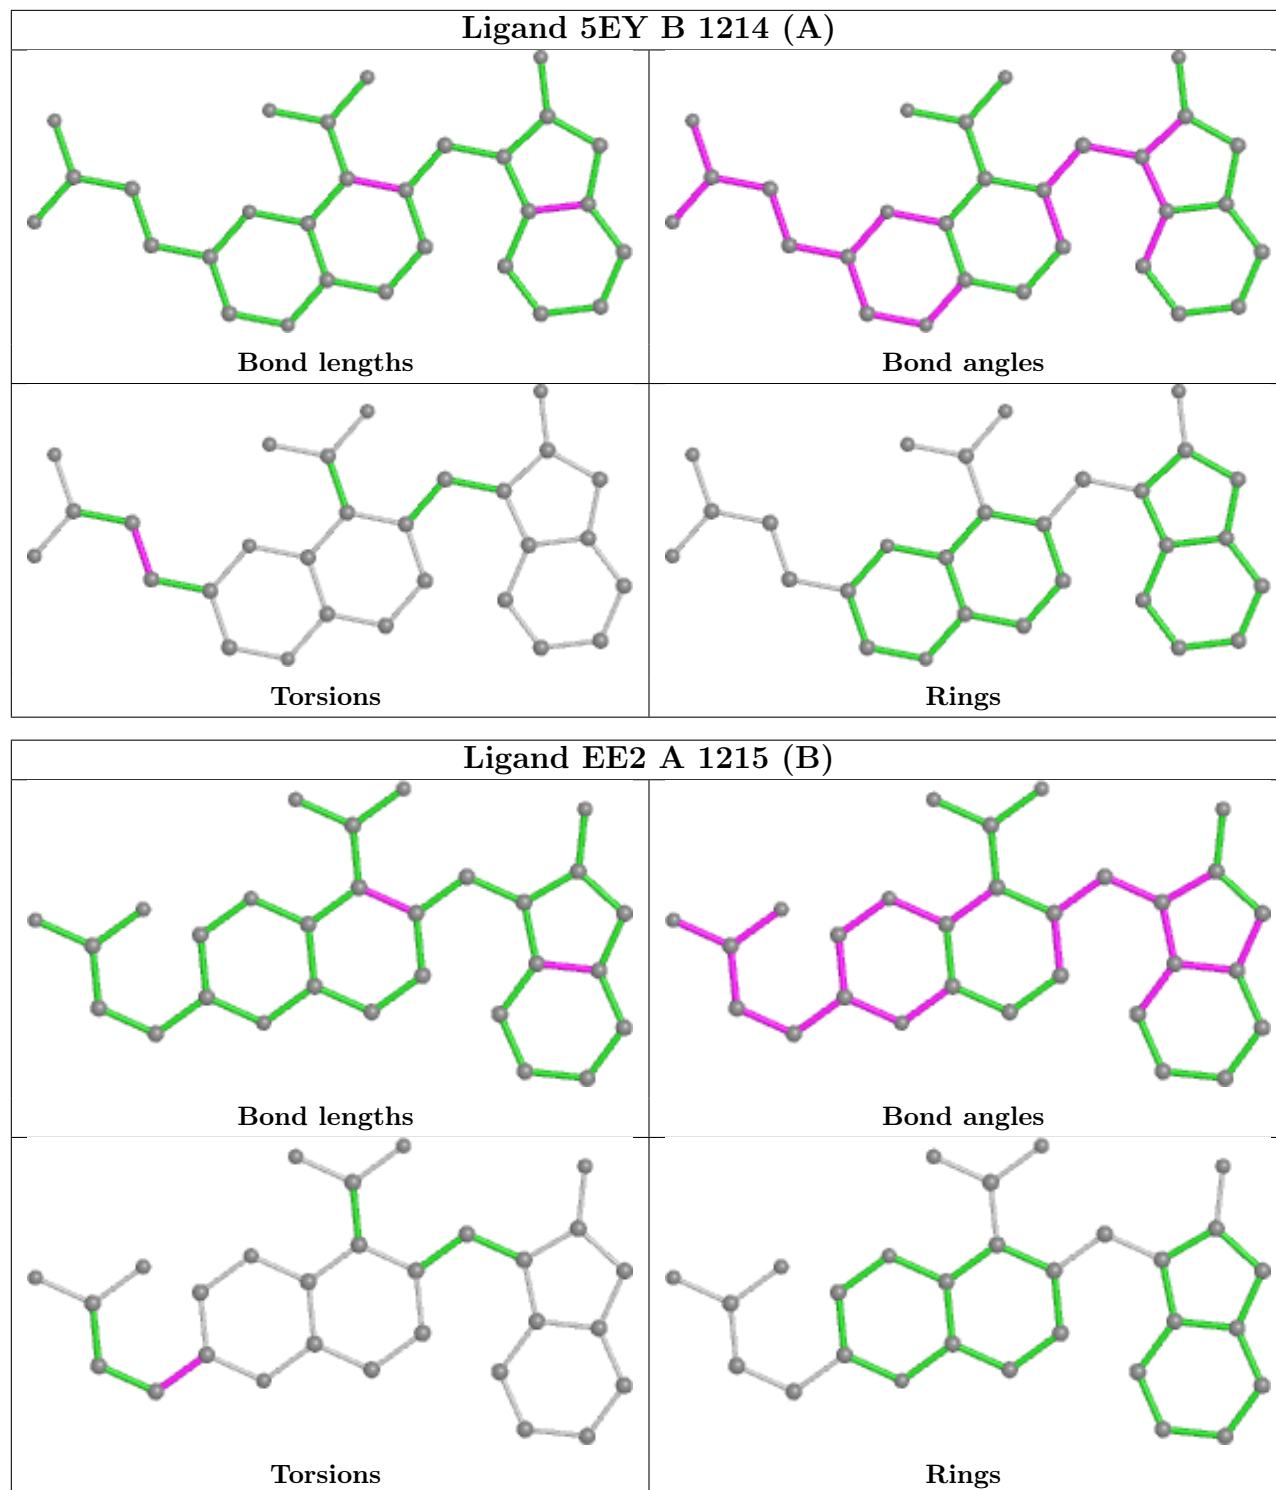 Ligand 5EY B 1214 (A)
Bond lengths
Bond angles
Torsions
Rings
Ligand EE2 A 1215 (B)
Bond lengths
Bond angles
Torsions
Rings